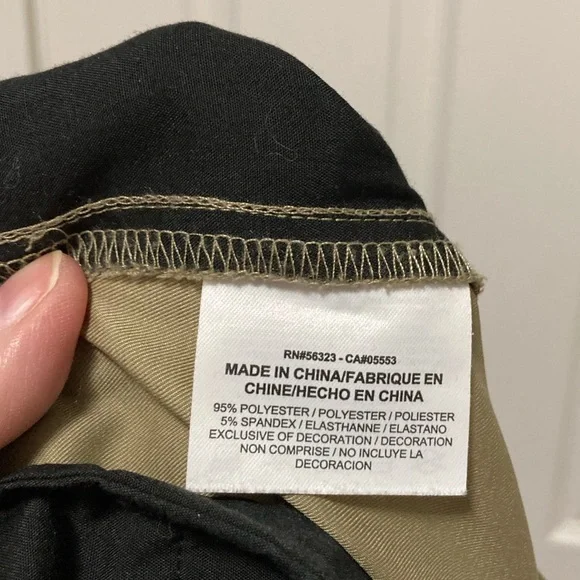 RN#56323 - CA#05553
MADE IN CHINA/FABRIQUE EN
CHINE/HECHO EN CHINA
95% POLYESTER / POLYESTER / POLIESTER
5% SPANDEX / ELASTHANNE / ELASTANO
EXCLUSIVE OF DECORATION / DECORATION
NON COMPRISE / NO INCLUYE LA
DECORACION